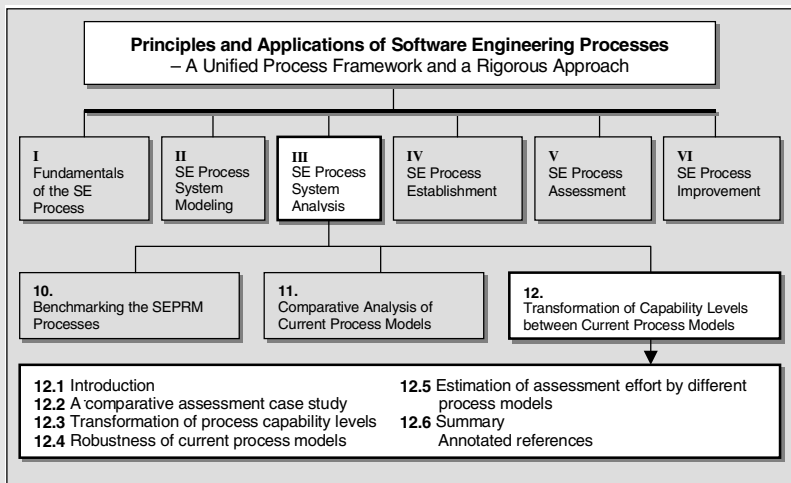 Principles and Applications of Software Engineering Processes
– A Unified Process Framework and a Rigorous Approach
I
Fundamentals
of the SE
Process
II
SE Process
System
Modeling
III
SE Process
System
Analysis
IV
SE Process
Establishment
V
SE Process
Assessment
VI
SE Process
Improvement
10.
Benchmarking the SEPRM
Processes
11.
Comparative Analysis of
Current Process Models
12.
Transformation of Capability Levels
between Current Process Models
12.1 Introduction
12.2 A comparative assessment case study
12.3 Transformation of process capability levels
12.4 Robustness of current process models
12.5 Estimation of assessment effort by different
process models
12.6 Summary
Annotated references